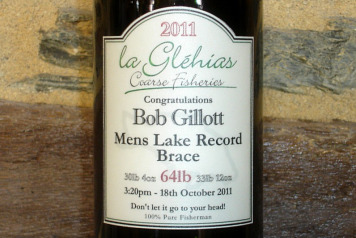 2011
la Gléhias
Coarse Fisheries
Congratulations
Bob Gillott
Mens Lake Record
Brace
30lb 4oz 64lb 33lb 12oz
3:20pm - 18th October 2011
Don't let it go to your head!
100% Pure Fisherman